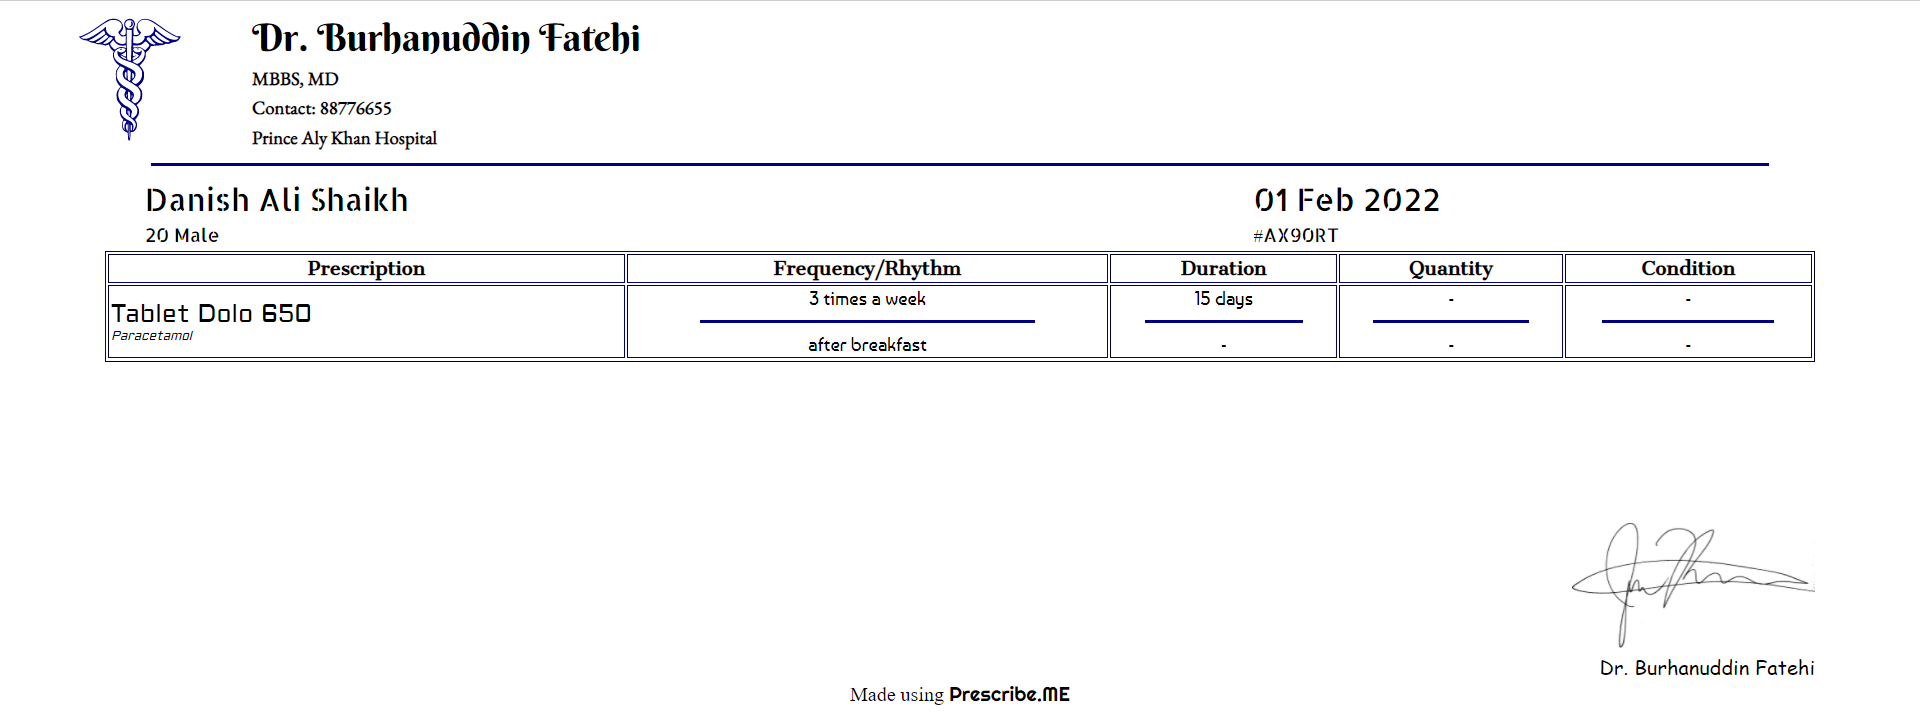 Dr. Burhanuddin Fatehi
MBBS, MD
Contact: 88776655
Prince Aly Khan Hospital
Danish Ali Shaikh
01 Feb 2022
20 Male
#AX90RT
Prescription Frequency/Rhythm Duration Quantity Condition
3 times a week 15 days - -
Tablet Dolo 650
Paracetamol
after breakfast - - -
Dr. Burhanuddin Fatehi
Made using Prescribe.ME